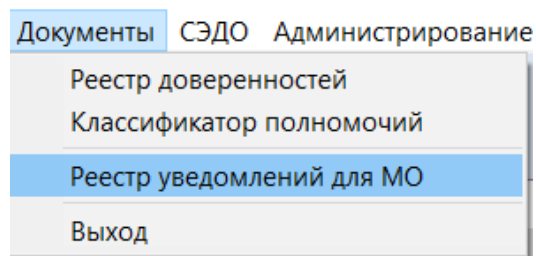 Документы СЭДО Администрирование
Реестр доверенностей
Классификатор полномочий
Реестр уведомлений для МО
Выход